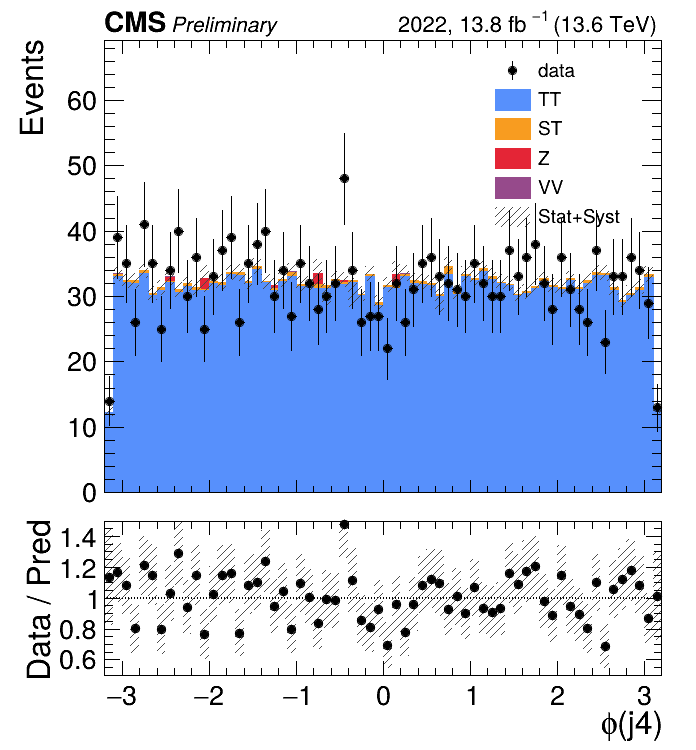 CMS Preliminary 2022, 13.8 fb⁻¹ (13.6 TeV)
Events
60
50
40
30
20
10
0
data
TT
ST
Z
VV
Stat+Syst
Data / Pred
1.4
1.2
1
0.8
0.6
−3 −2 −1 0 1 2 3
ϕ(j4)